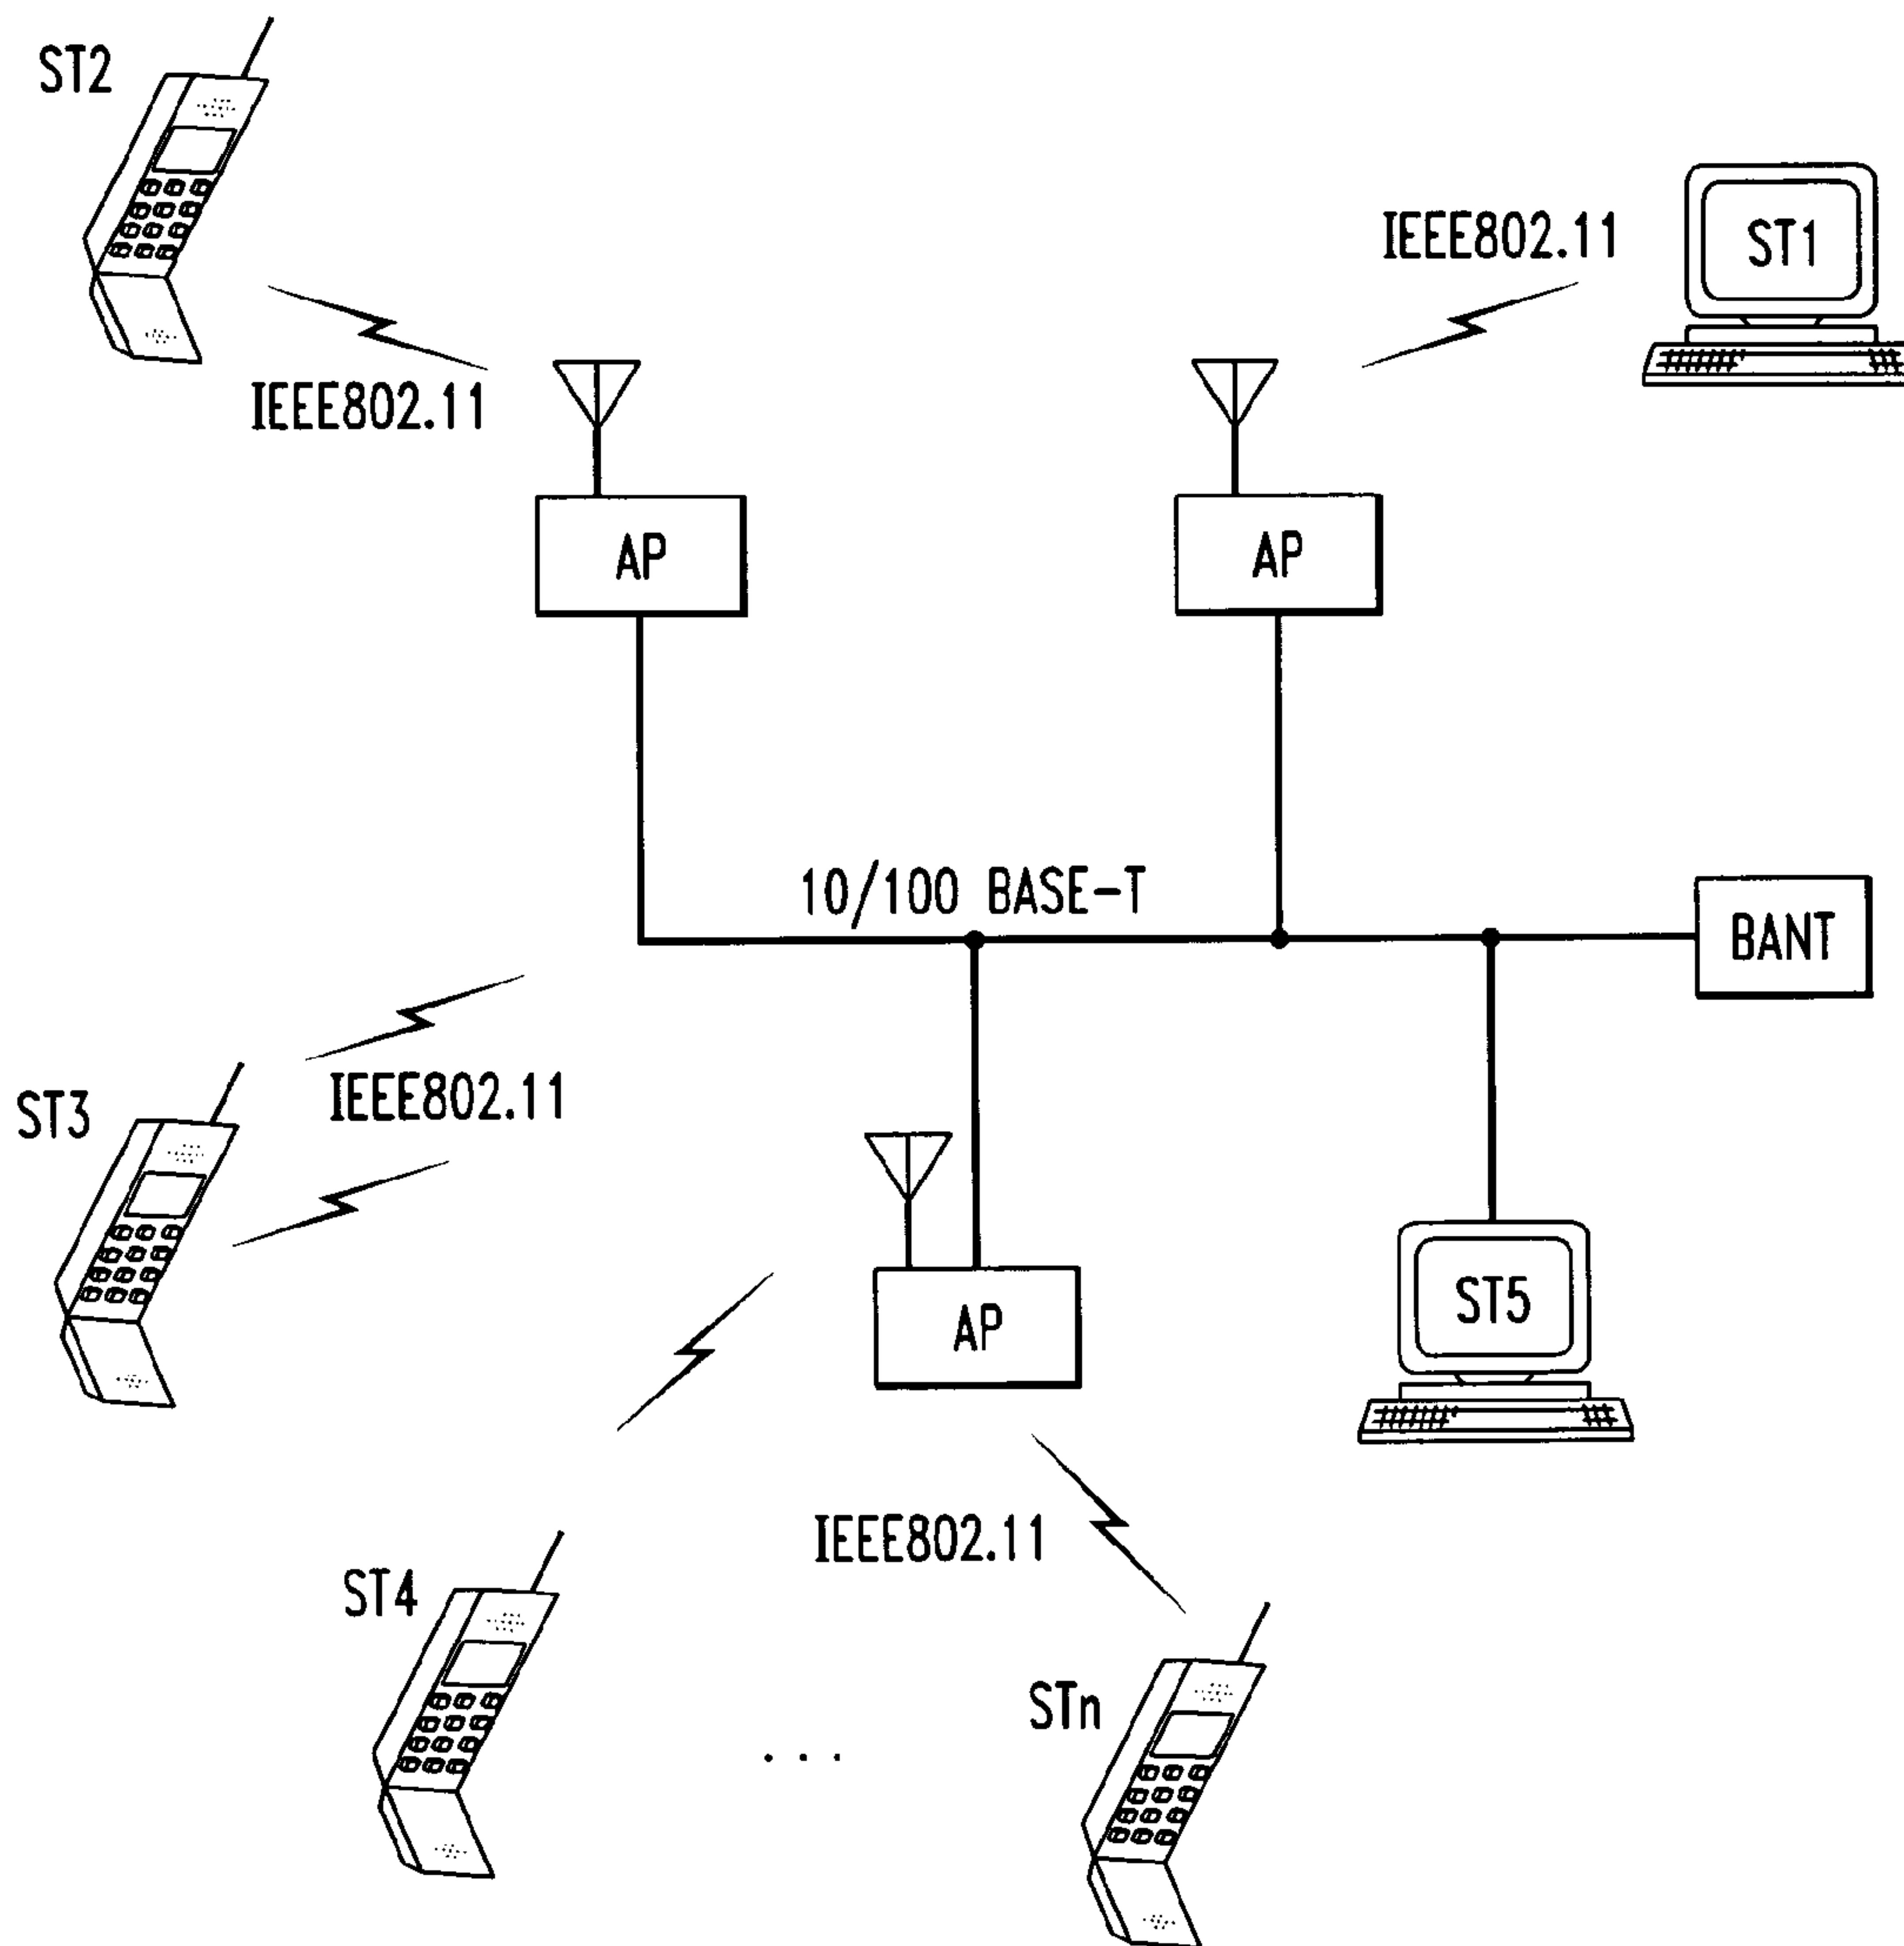 ST2
IEEE802.11
ST1
IEEE802.11
AP
AP
10/100 BASE-T
BANT
ST3
IEEE802.11
AP
ST5
IEEE802.11
ST4
STn
. . .